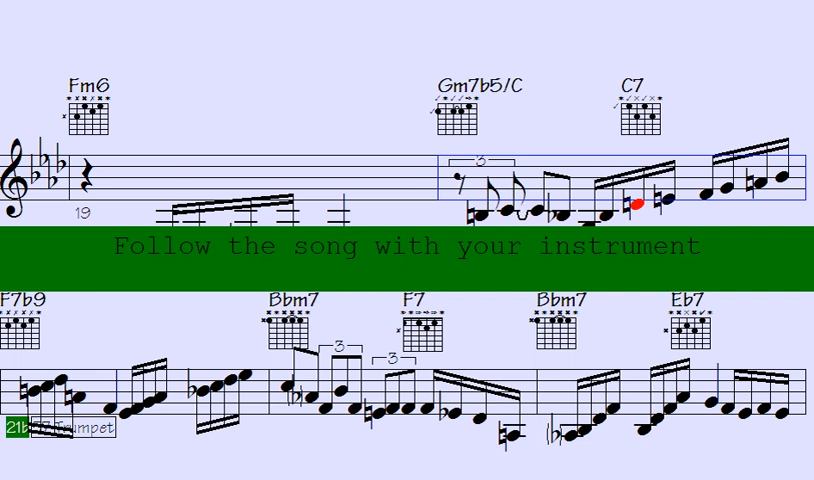 Fm6 Gm7b5/C C7
3
19
Follow the song with your instrument
F7b9 Bbm7 F7 Bbm7 Eb7
3 3
Trumpet